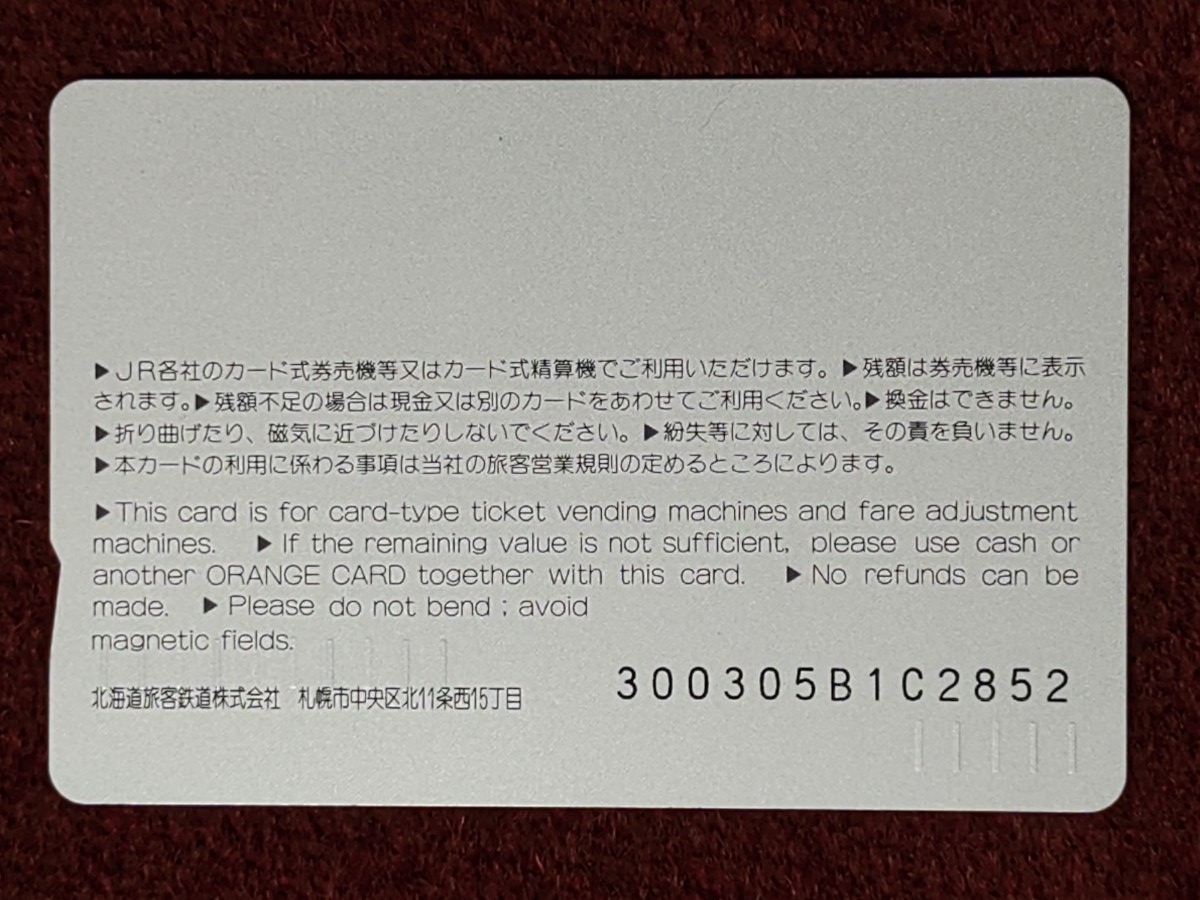 ▶JR各社のカード式券売機等又はカード式精算機でご利用いただけます。▶残額は券売機等に表示
されます。▶残額不足の場合は現金又は別のカードをあわせてご利用ください。▶換金はできません。
▶折り曲げたり、磁気に近づけたりしないでください。▶紛失等に対しては、その責を負いません。
▶本カードの利用に係わる事項は当社の旅客営業規則の定めるところによります。
▶This card is for card-type ticket vending machines and fare adjustment
machines. ▶If the remaining value is not sufficient, please use cash or
another ORANGE CARD together with this card. ▶No refunds can be
made. ▶Please do not bend ; avoid
magnetic fields.
北海道旅客鉄道株式会社 札幌市中央区北11条西15丁目
300305B1C2852